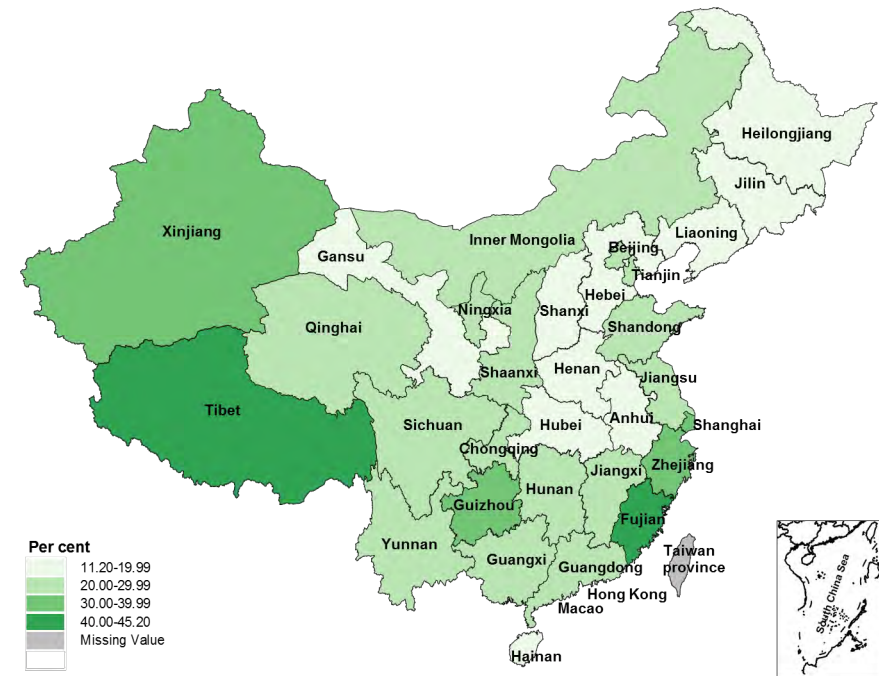 Heilongjiang
Jilin
Liaoning
Xinjiang
Inner Mongolia
Beijing
Gansu
Tianjin
Hebei
Ningxia
Shanxi
Qinghai
Shandong
Shaanxi
Henan
Jiangsu
Tibet
Sichuan
Hubei
Anhui
Shanghai
Chongqing
Zhejiang
Jiangxi
Hunan
Guizhou
Fujian
Yunnan
Guangxi
Guangdong
Taiwan
province
Hong Kong
Macao
Hainan
Per cent
11.20-19.99
20.00-29.99
30.00-39.99
40.00-45.20
Missing Value
South China Sea